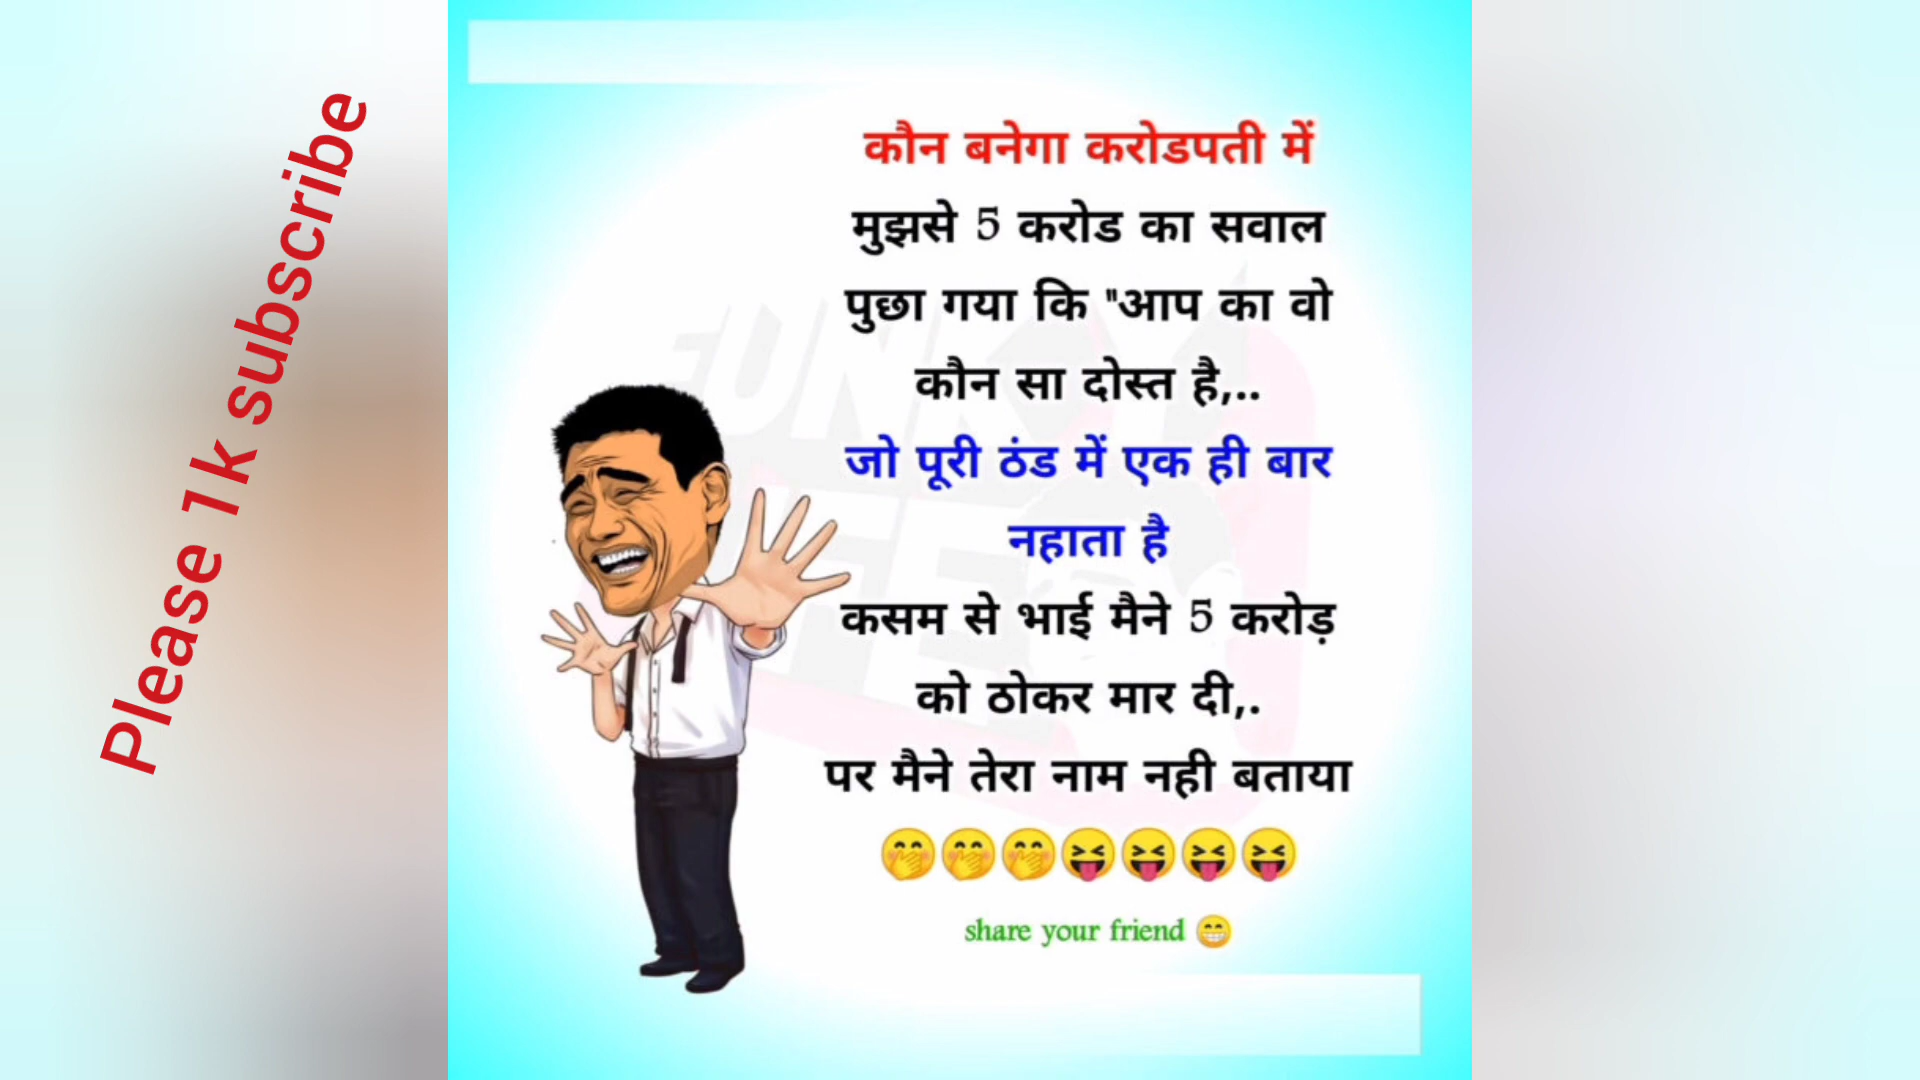 Please 1k subscribe
कौन बनेगा करोडपती में
मुझसे 5 करोड का सवाल
पुछा गया कि "आप का वो
कौन सा दोस्त है,..
जो पूरी ठंड में एक ही बार
नहाता है
कसम से भाई मैने 5 करोड़
को ठोकर मार दी,.
पर मैने तेरा नाम नही बताया
🤭🤭🤭😝😝😝😝
share your friend 😁